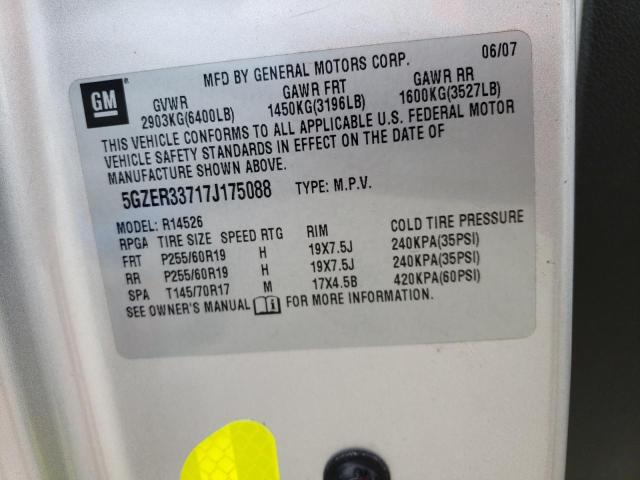 MFD BY GENERAL MOTORS CORP. 06/07
GM
GVWR GAWR FRT GAWR RR
2903KG(6400LB) 1450KG(3196LB) 1600KG(3527LB)
THIS VEHICLE CONFORMS TO ALL APPLICABLE U.S. FEDERAL MOTOR
VEHICLE SAFETY STANDARDS IN EFFECT ON THE DATE OF
MANUFACTURE SHOWN ABOVE.
5GZER33717J175088 TYPE: M.P.V.
MODEL: R14526
RPGA TIRE SIZE SPEED RTG RIM COLD TIRE PRESSURE
FRT P255/60R19 H 19X7.5J 240KPA(35PSI)
RR P255/60R19 H 19X7.5J 240KPA(35PSI)
SPA T145/70R17 M 17X4.5B 420KPA(60PSI)
SEE OWNER'S MANUAL FOR MORE INFORMATION.